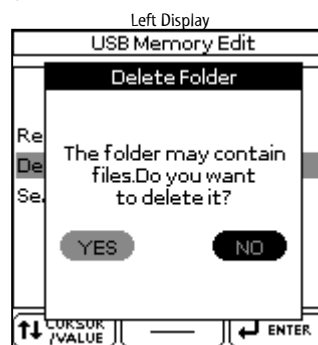 Left Display
USB Memory Edit
Delete Folder
Re
De
Se
The folder may contain
files.Do you want
to delete it?
YES NO
CURSOR
/VALUE
ENTER